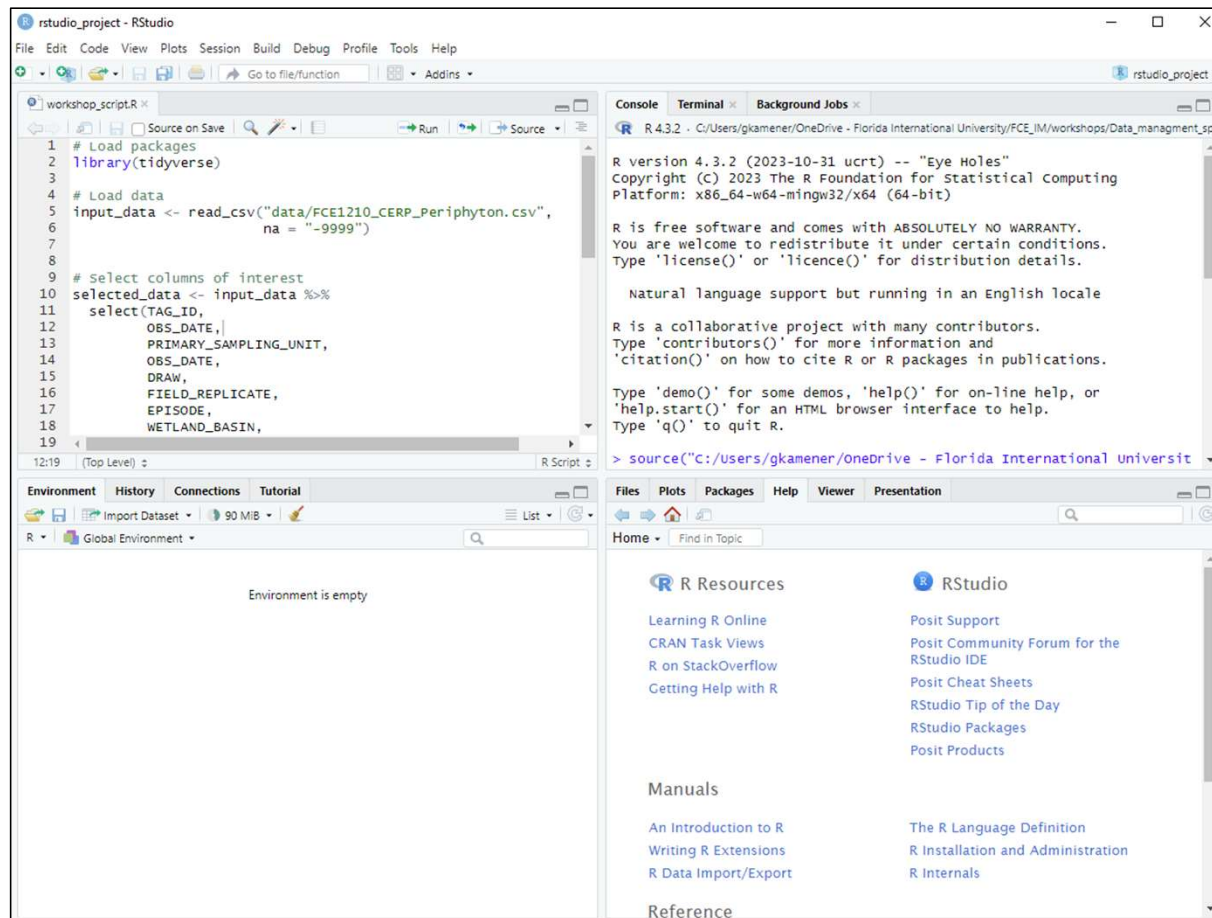 rstudio_project - RStudio
File Edit Code View Plots Session Build Debug Profile Tools Help
Go to file/function Addins rstudio_project
workshop_script.R
Source on Save Run Source
1 # Load packages
2 library(tidyverse)
3
4 # Load data
5 input_data <- read_csv("data/FCE1210_CERP_Periphyton.csv",
6 na = "-9999")
7
8
9 # Select columns of interest
10 selected_data <- input_data %>%
11 select(TAG_ID,
12 OBS_DATE,
13 PRIMARY_SAMPLING_UNIT,
14 OBS_DATE,
15 DRAW,
16 FIELD_REPLICATE,
17 EPISODE,
18 WETLAND_BASIN,
19
12:19 (Top Level) R Script
Console Terminal Background Jobs
R 4.3.2 · C:/Users/gkamener/OneDrive - Florida International University/FCE_IM/workshops/Data_managment_sp
R version 4.3.2 (2023-10-31 ucrt) -- "Eye Holes"
Copyright (C) 2023 The R Foundation for Statistical Computing
Platform: x86_64-w64-mingw32/x64 (64-bit)
R is free software and comes with ABSOLUTELY NO WARRANTY.
You are welcome to redistribute it under certain conditions.
Type 'license()' or 'licence()' for distribution details.
Natural language support but running in an English locale
R is a collaborative project with many contributors.
Type 'contributors()' for more information and
'citation()' on how to cite R or R packages in publications.
Type 'demo()' for some demos, 'help()' for on-line help, or
'help.start()' for an HTML browser interface to help.
Type 'q()' to quit R.
> source("C:/Users/gkamener/OneDrive - Florida International Universit
Environment History Connections Tutorial
Import Dataset 90 MiB List
R Global Environment
Environment is empty
Files Plots Packages Help Viewer Presentation
Home Find in Topic
R Resources
Learning R Online
CRAN Task Views
R on StackOverflow
Getting Help with R
RStudio
Posit Support
Posit Community Forum for the
RStudio IDE
Posit Cheat Sheets
RStudio Tip of the Day
RStudio Packages
Posit Products
Manuals
An Introduction to R
Writing R Extensions
R Data Import/Export
The R Language Definition
R Installation and Administration
R Internals
Reference